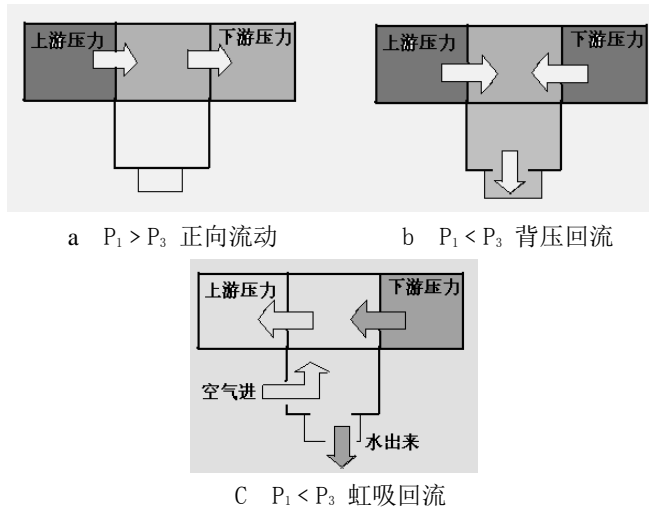 上游压力
下游压力
上游压力
下游压力
a P₁>P₃ 正向流动
b P₁<P₃ 背压回流
上游压力
下游压力
空气进
水出来
C P₁<P₃ 虹吸回流